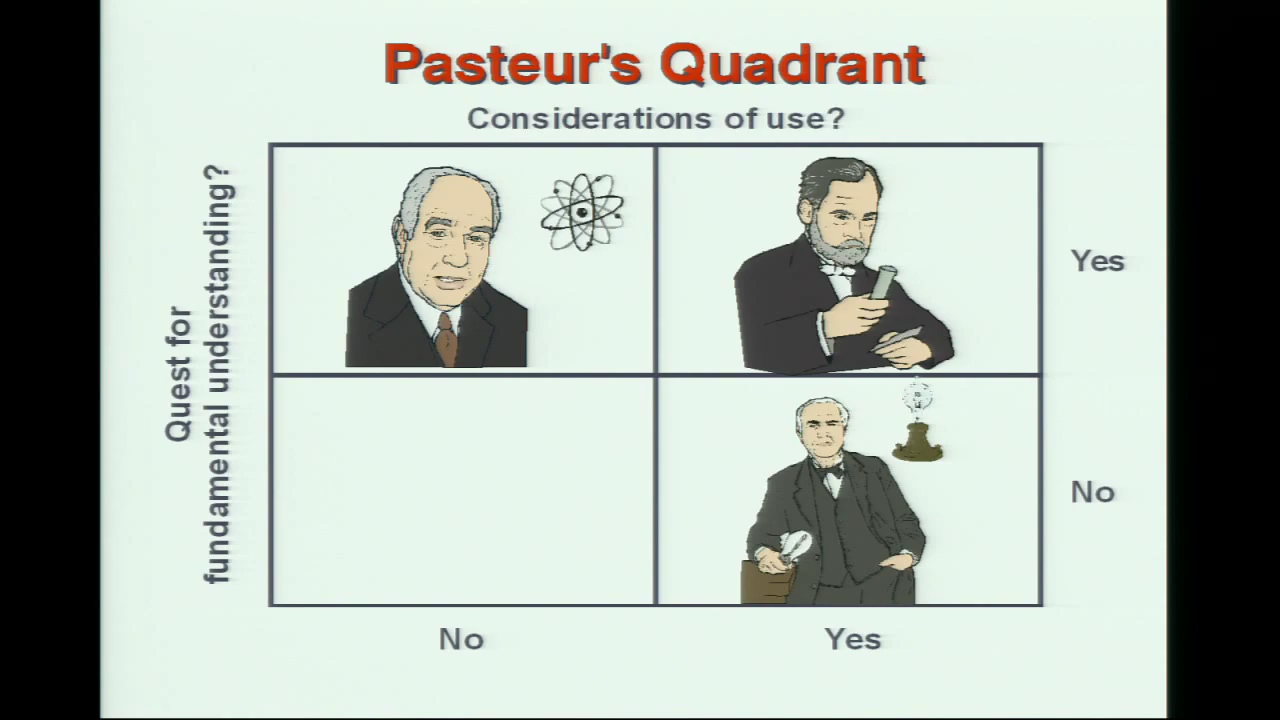 Pasteur's Quadrant
Considerations of use?
Quest for
fundamental understanding?
Yes
No
No
Yes